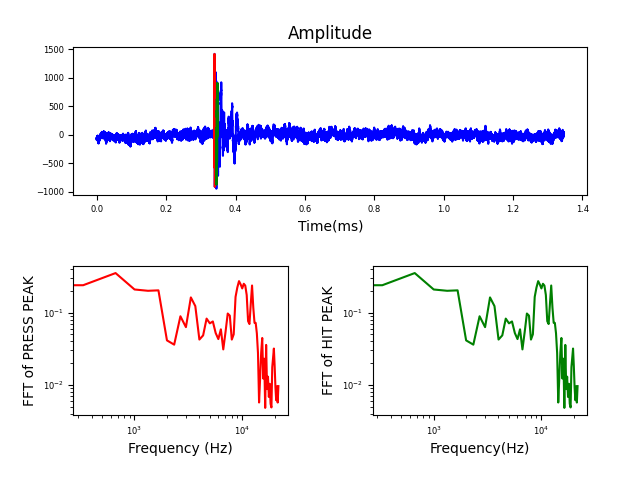 Amplitude
1500
1000
500
0
−500
−1000
0.0 0.2 0.4 0.6 0.8 1.0 1.2 1.4
Time(ms)
FFT of PRESS PEAK
10⁻¹
10⁻²
10³ 10⁴
Frequency (Hz)
FFT of HIT PEAK
10⁻¹
10⁻²
10³ 10⁴
Frequency(Hz)